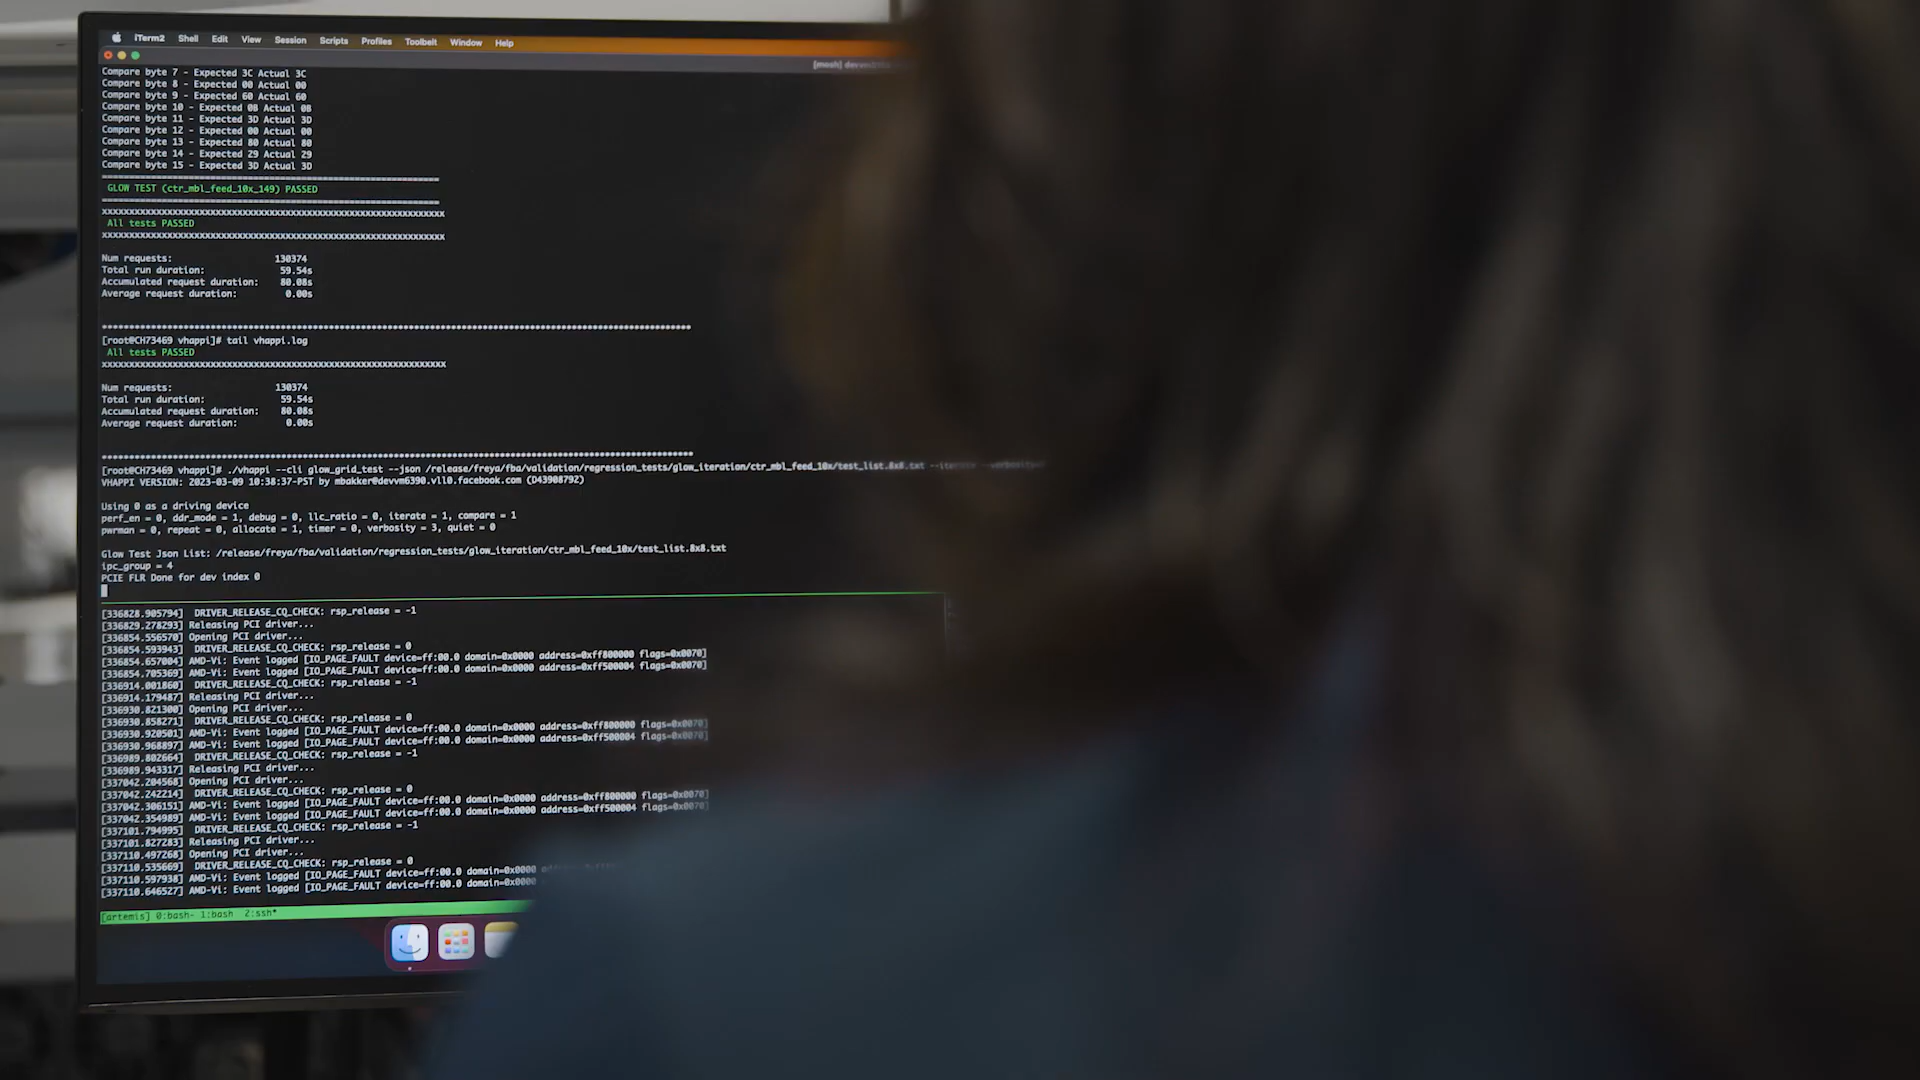 iTerm2 Shell Edit View Session Scripts Profiles Toolbelt Window Help
[mosh]
Compare byte 7 - Expected 3C Actual 3C
Compare byte 8 - Expected 00 Actual 00
Compare byte 9 - Expected 60 Actual 60
Compare byte 10 - Expected 0B Actual 0B
Compare byte 11 - Expected 3D Actual 3D
Compare byte 12 - Expected 00 Actual 00
Compare byte 13 - Expected 80 Actual 80
Compare byte 14 - Expected 29 Actual 29
Compare byte 15 - Expected 3D Actual 3D
GLOW TEST (ctr_mbl_feed_10x_149) PASSED
All tests PASSED
Num requests: 130374
Total run duration: 59.54s
Accumulated request duration: 80.08s
Average request duration: 0.00s
[root@CH73469 vhappi]# tail vhappi.log
All tests PASSED
Num requests: 130374
Total run duration: 59.54s
Accumulated request duration: 80.08s
Average request duration: 0.00s
[root@CH73469 vhappi]# ./vhappi --cli glow_grid_test --json /release/freya/fba/validation/regression_tests/glow_iteration/ctr_mbl_feed_10x/test_list.8x8.txt --iterate --verbosity=
VHAPPI VERSION: 2023-03-09 10:38:37-PST by mbakker@devvm6390.vll0.facebook.com (D43908792)
Using 0 as a driving device
perf_en = 0, ddr_mode = 1, debug = 0, llc_ratio = 0, iterate = 1, compare = 1
pwrman = 0, repeat = 0, allocate = 1, timer = 0, verbosity = 3, quiet = 0
Glow Test Json List: /release/freya/fba/validation/regression_tests/glow_iteration/ctr_mbl_feed_10x/test_list.8x8.txt
ipc_group = 4
PCIE FLR Done for dev index 0
[336828.905794] DRIVER_RELEASE_CQ_CHECK: rsp_release = -1
[336829.278293] Releasing PCI driver...
[336854.556570] Opening PCI driver...
[336854.593943] DRIVER_RELEASE_CQ_CHECK: rsp_release = 0
[336854.657004] AMD-Vi: Event logged [IO_PAGE_FAULT device=ff:00.0 domain=0x0000 address=0xff800000 flags=0x0070]
[336854.705369] AMD-Vi: Event logged [IO_PAGE_FAULT device=ff:00.0 domain=0x0000 address=0xff500004 flags=0x0070]
[336914.001860] DRIVER_RELEASE_CQ_CHECK: rsp_release = -1
[336914.179487] Releasing PCI driver...
[336930.821300] Opening PCI driver...
[336930.858271] DRIVER_RELEASE_CQ_CHECK: rsp_release = 0
[336930.920501] AMD-Vi: Event logged [IO_PAGE_FAULT device=ff:00.0 domain=0x0000 address=0xff800000 flags=0x0070]
[336930.968897] AMD-Vi: Event logged [IO_PAGE_FAULT device=ff:00.0 domain=0x0000 address=0xff500004 flags=0x0070]
[336989.802664] DRIVER_RELEASE_CQ_CHECK: rsp_release = -1
[336989.943317] Releasing PCI driver...
[337042.204568] Opening PCI driver...
[337042.242214] DRIVER_RELEASE_CQ_CHECK: rsp_release = 0
[337042.306151] AMD-Vi: Event logged [IO_PAGE_FAULT device=ff:00.0 domain=0x0000 address=0xff800000 flags=0x0070]
[337042.354989] AMD-Vi: Event logged [IO_PAGE_FAULT device=ff:00.0 domain=0x0000 address=0xff500004 flags=0x0070]
[337101.794995] DRIVER_RELEASE_CQ_CHECK: rsp_release = -1
[337101.827283] Releasing PCI driver...
[337110.497268] Opening PCI driver...
[337110.535669] DRIVER_RELEASE_CQ_CHECK: rsp_release = 0
[337110.597938] AMD-Vi: Event logged [IO_PAGE_FAULT device=ff:00.0 domain=0x0000
[337110.646527] AMD-Vi: Event logged [IO_PAGE_FAULT device=ff:00.0 domain=0x0000
[artemis] 0:bash- 1:bash 2:ssh*